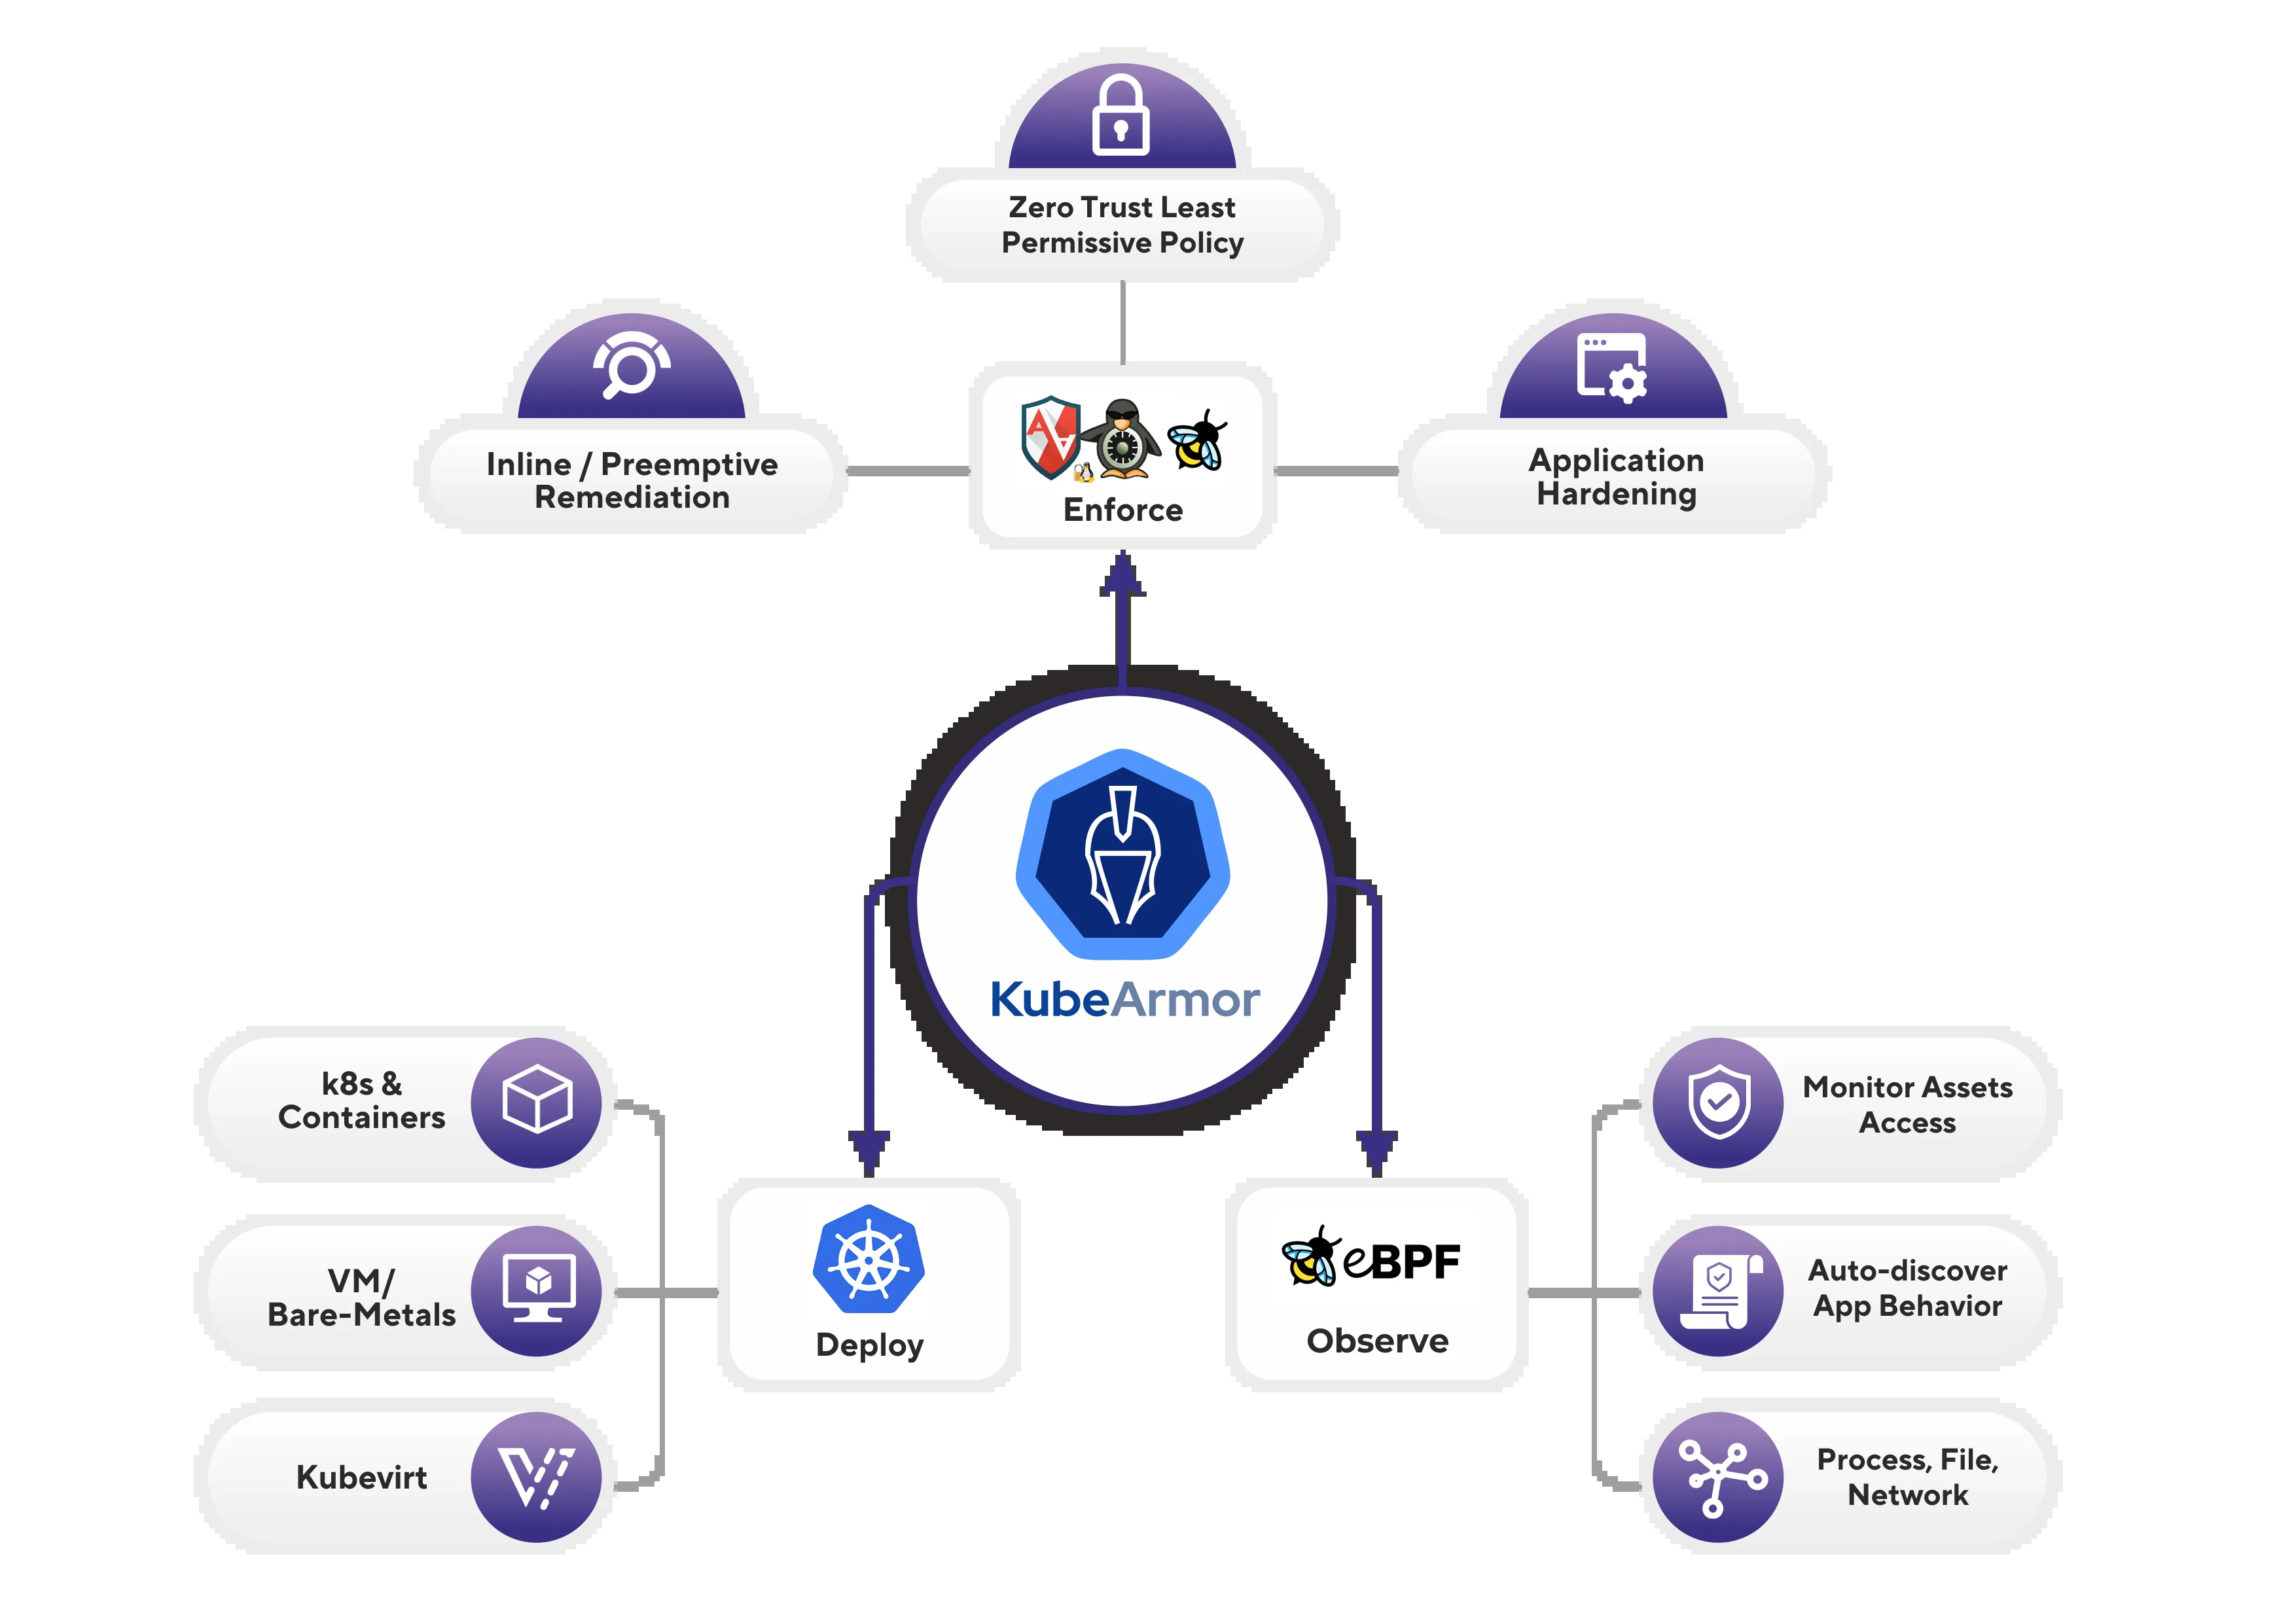 Zero Trust Least
Permissive Policy
Inline / Preemptive
Remediation
Enforce
Application
Hardening
KubeArmor
k8s &
Containers
VM/
Bare-Metals
Kubevirt
Deploy
eBPF
Observe
Monitor Assets
Access
Auto-discover
App Behavior
Process, File,
Network